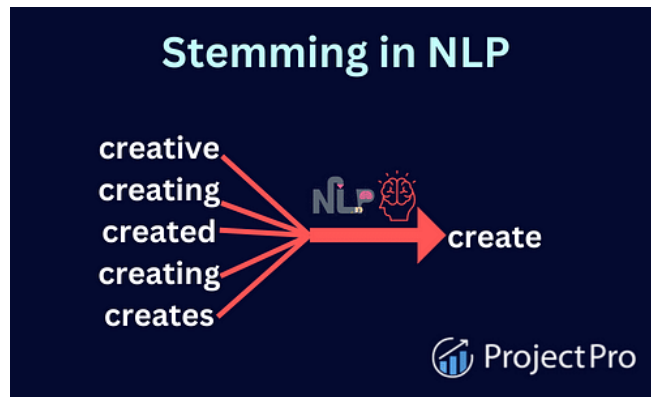 Stemming in NLP
creative
creating
created
creating
creates
NLP
create
ProjectPro